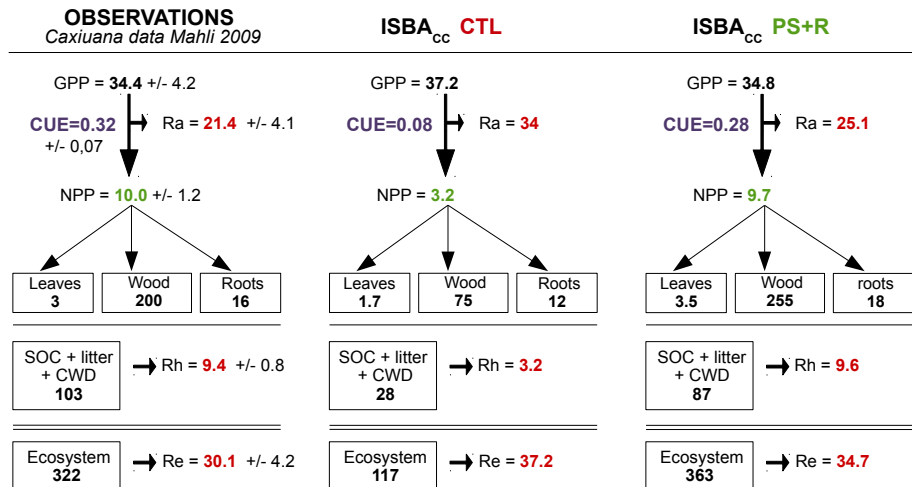 OBSERVATIONS
Caxiuana data Mahli 2009
GPP = 34.4 +/- 4.2
CUE=0.32
+/- 0,07
Ra = 21.4 +/- 4.1
NPP = 10.0 +/- 1.2
Leaves
3
Wood
200
Roots
16
SOC + litter
+ CWD
103
Rh = 9.4 +/- 0.8
Ecosystem
322
Re = 30.1 +/- 4.2
ISBAcc CTL
GPP = 37.2
CUE=0.08
Ra = 34
NPP = 3.2
Leaves
1.7
Wood
75
Roots
12
SOC + litter
+ CWD
28
Rh = 3.2
Ecosystem
117
Re = 37.2
ISBAcc PS+R
GPP = 34.8
CUE=0.28
Ra = 25.1
NPP = 9.7
Leaves
3.5
Wood
255
roots
18
SOC + litter
+ CWD
87
Rh = 9.6
Ecosystem
363
Re = 34.7